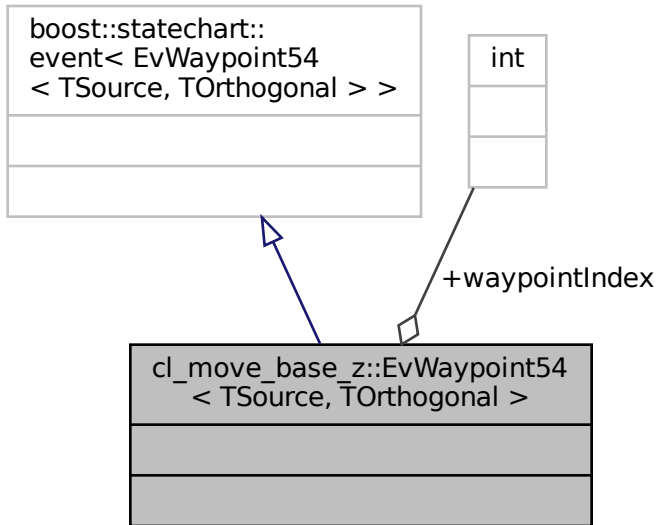 boost::statechart::
event< EvWaypoint54
< TSource, TOrthogonal > >
int
+waypointIndex
cl_move_base_z::EvWaypoint54
< TSource, TOrthogonal >